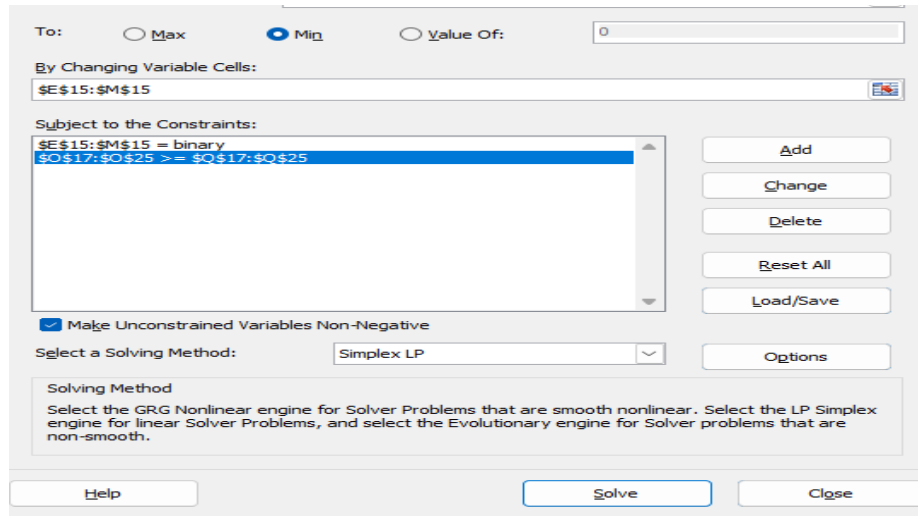 To: Max Min Value Of: 0
By Changing Variable Cells:
$E$15:$M$15
Subject to the Constraints:
$E$15:$M$15 = binary
$O$17:$O$25 >= $Q$17:$Q$25
Add
Change
Delete
Reset All
Load/Save
Make Unconstrained Variables Non-Negative
Select a Solving Method: Simplex LP Options
Solving Method
Select the GRG Nonlinear engine for Solver Problems that are smooth nonlinear. Select the LP Simplex
engine for linear Solver Problems, and select the Evolutionary engine for Solver problems that are
non-smooth.
Help Solve Close